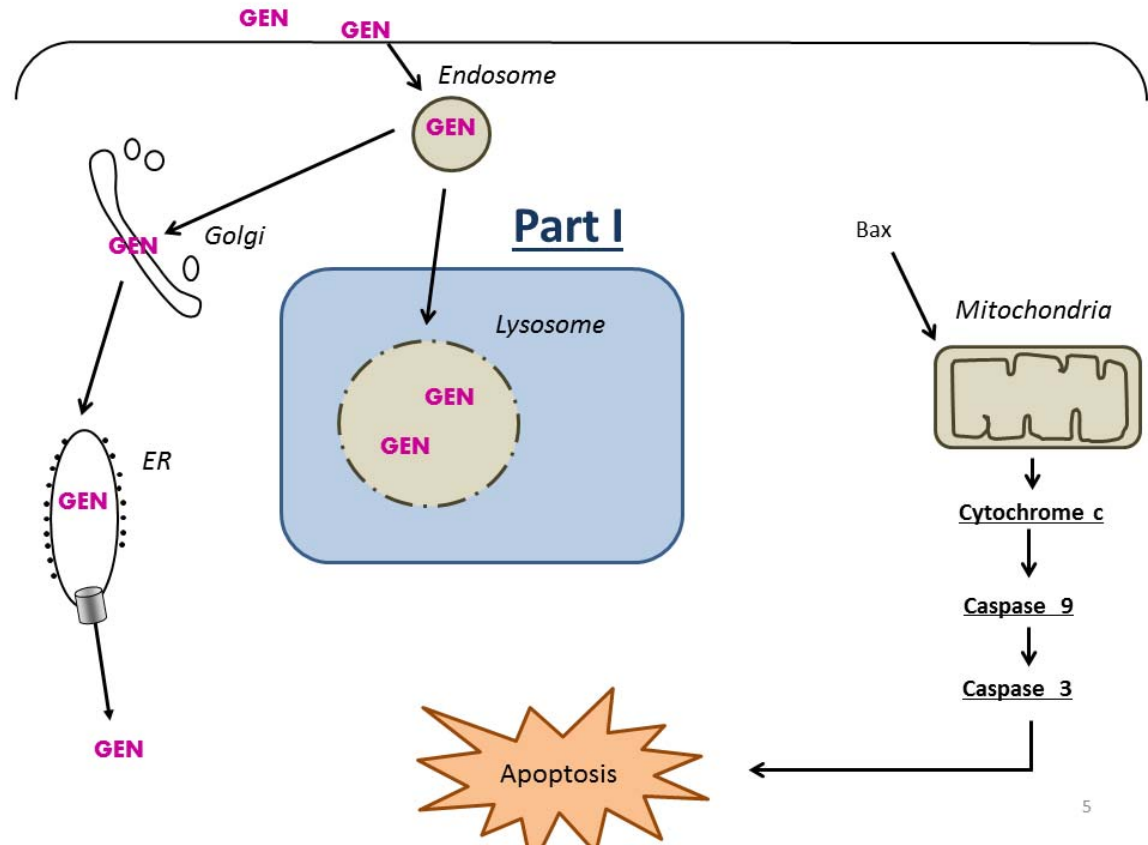 GEN
GEN
Endosome
GEN
Part I
Golgi
GEN
Bax
Mitochondria
Lysosome
GEN
GEN
ER
GEN
Cytochrome c
Caspase 9
Caspase 3
GEN
Apoptosis
5